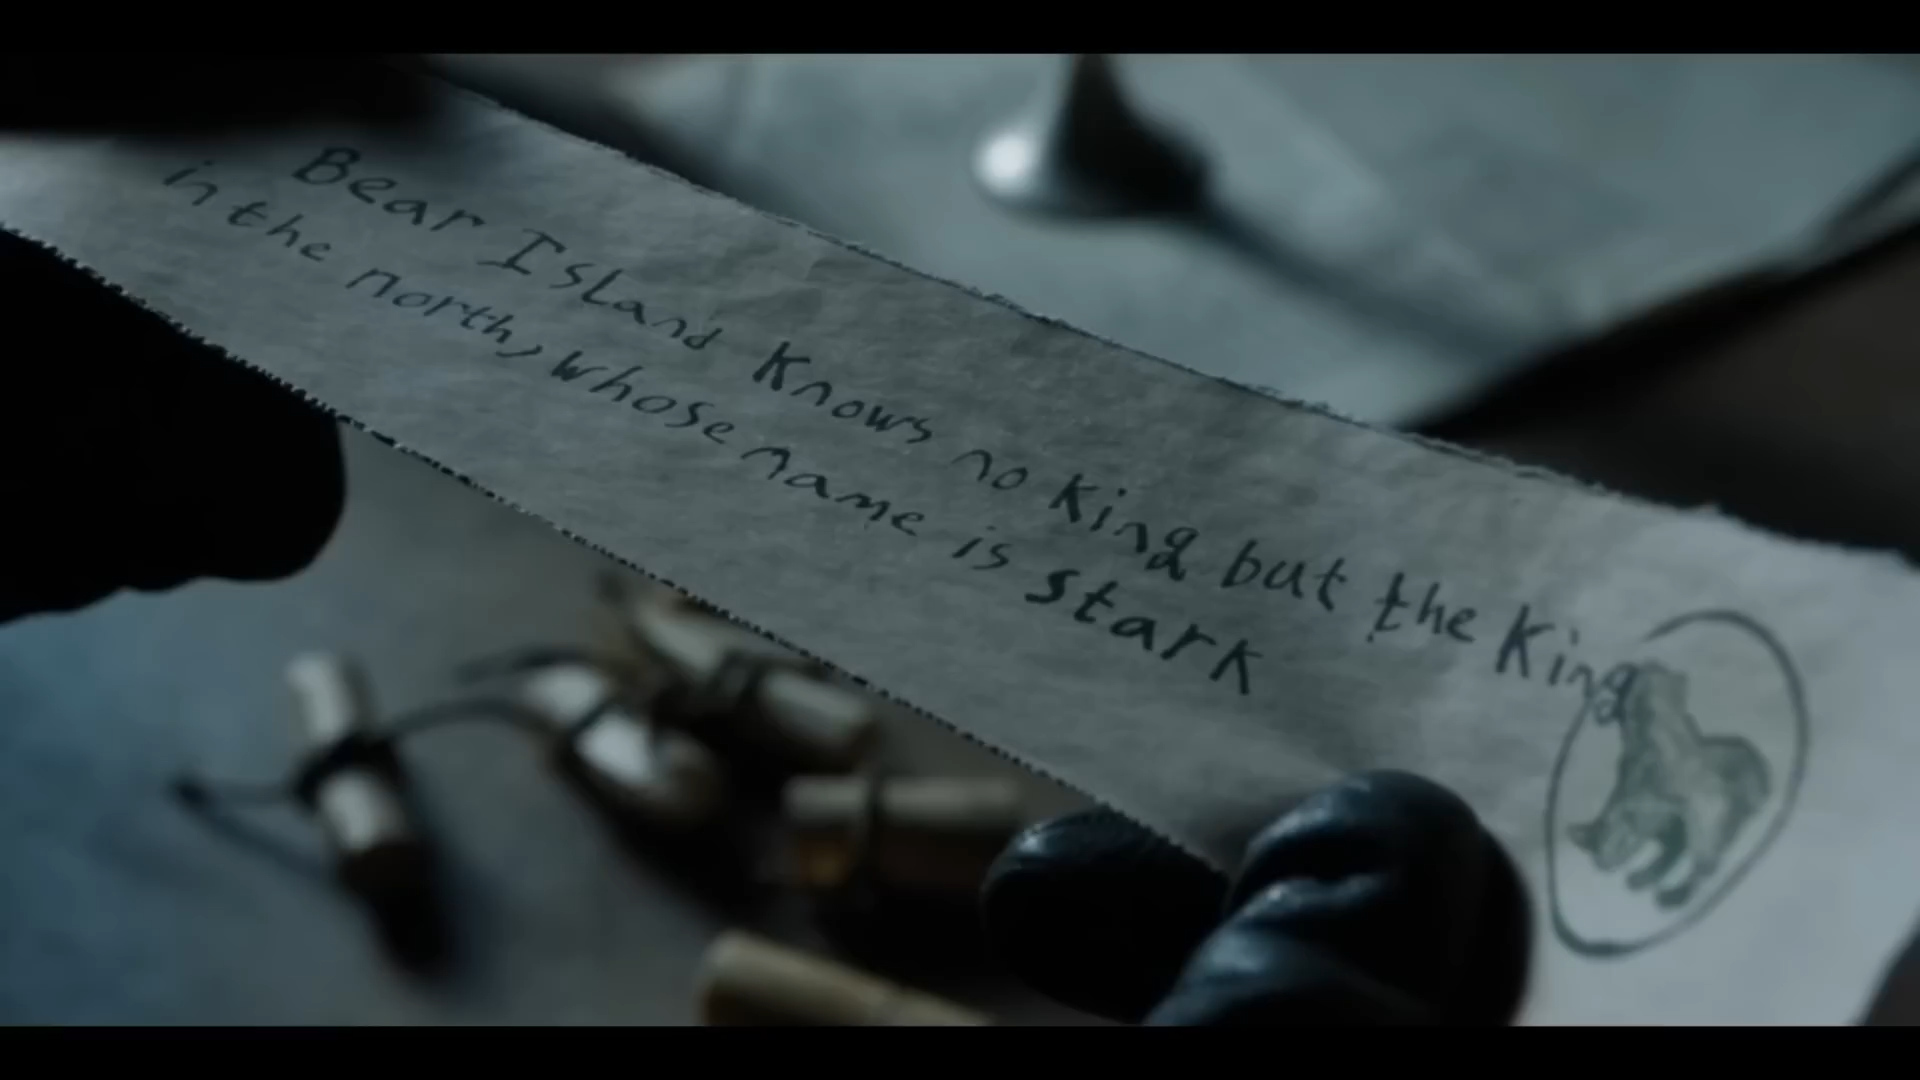 Bear Island Knows no King but the King
in the north, whose name is stark